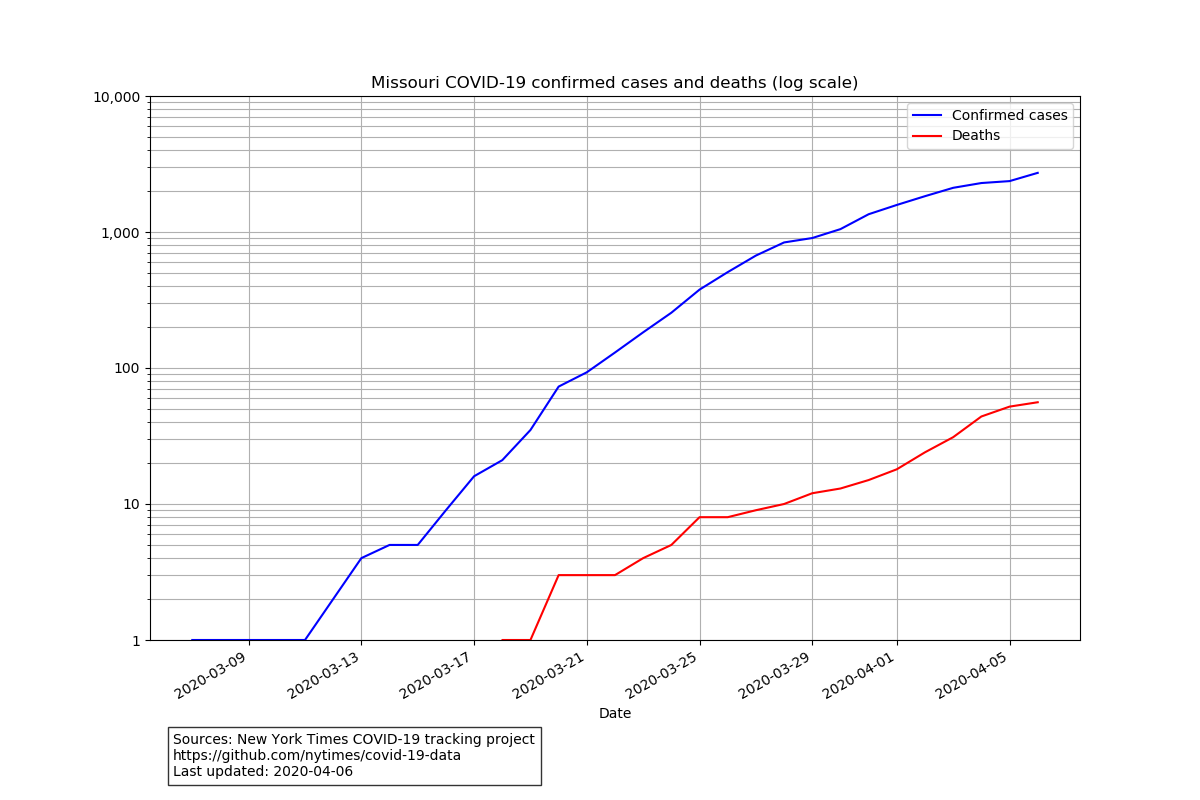 Missouri COVID-19 confirmed cases and deaths (log scale)
10,000
1,000
100
10
1
Confirmed cases
Deaths
2020-03-09
2020-03-13
2020-03-17
2020-03-21
2020-03-25
2020-03-29
2020-04-01
2020-04-05
Date
Sources: New York Times COVID-19 tracking project
https://github.com/nytimes/covid-19-data
Last updated: 2020-04-06